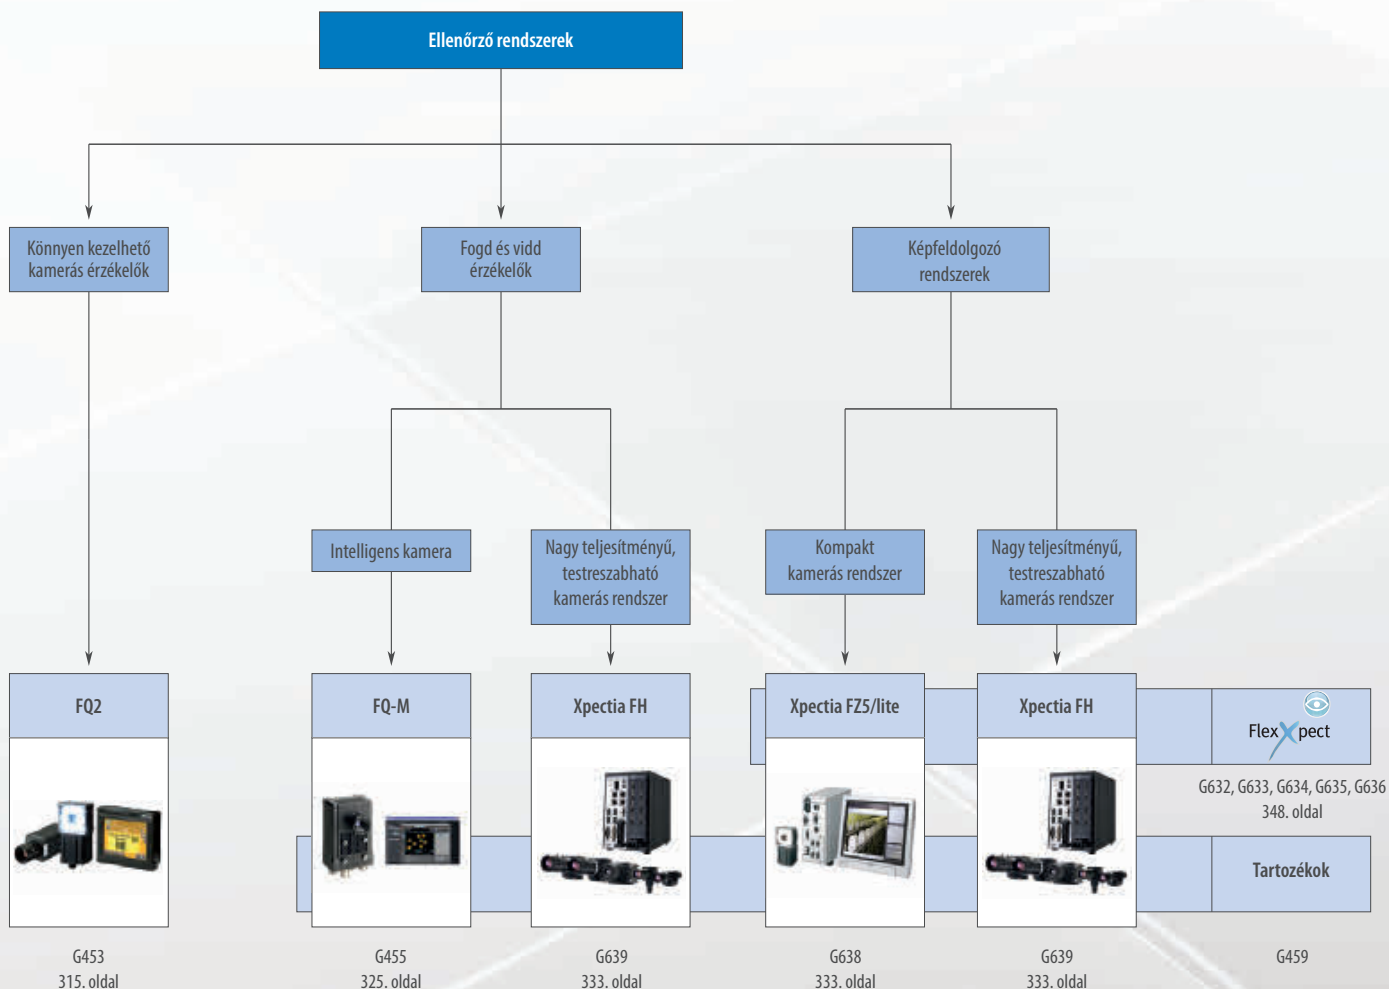 Ellenőrző rendszerek
Könnyen kezelhető
kamerás érzékelők
Fogd és vidd
érzékelők
Képfeldolgozó
rendszerek
Intelligens kamera
Nagy teljesítményű,
testreszabható
kamerás rendszer
Kompakt
kamerás rendszer
Nagy teljesítményű,
testreszabható
kamerás rendszer
FQ2
FQ-M
Xpectia FH
Xpectia FZ5/lite
Xpectia FH
FlexXpect
G632, G633, G634, G635, G636
348. oldal
Tartozékok
G453
315. oldal
G455
325. oldal
G639
333. oldal
G638
333. oldal
G639
333. oldal
G459